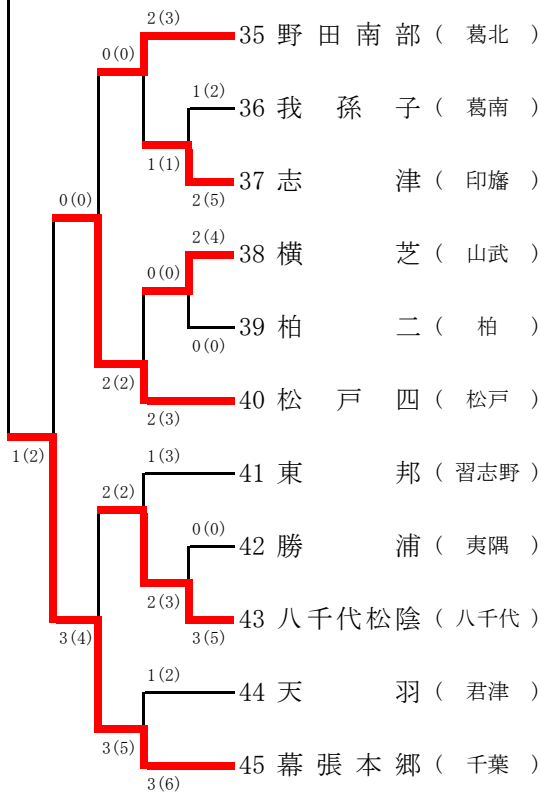 2(3)
35 野田南部 ( 葛北 )
0(0)
1(2)
36 我孫子 ( 葛南 )
1(1)
37 志津 ( 印旛 )
2(5)
0(0)
2(4)
38 横芝 ( 山武 )
0(0)
39 柏二 ( 柏 )
0(0)
2(2)
40 松戸四 ( 松戸 )
2(3)
1(2)
1(3)
41 東邦 ( 習志野 )
2(2)
0(0)
42 勝浦 ( 夷隅 )
2(3)
43 八千代松陰 ( 八千代 )
3(4)
3(5)
1(2)
44 天羽 ( 君津 )
3(5)
45 幕張本郷 ( 千葉 )
3(6)